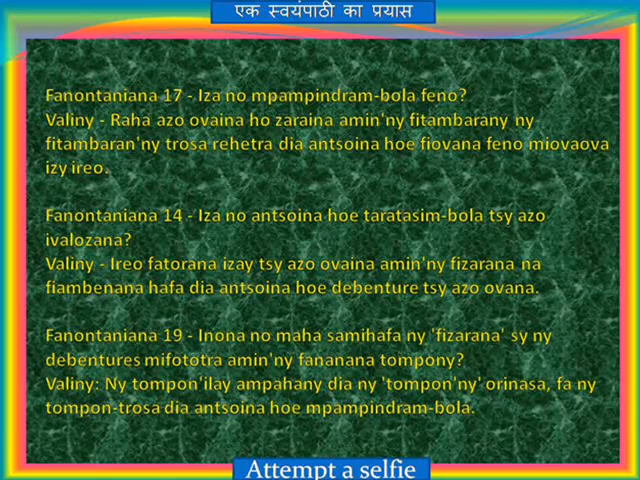 एक स्वयंपाठी का प्रयास
Fanontaniana 17 - Iza no mpampindram-bola feno?
Valiny - Raha azo ovaina ho zaraina amin'ny fitambarany ny
fitambaran'ny trosa rehetra dia antsoina hoe fiovana feno miovaova
izy ireo.
Fanontaniana 14 - Iza no antsoina hoe taratasim-bola tsy azo
ivalozana?
Valiny - Ireo fatorana izay tsy azo ovaina amin'ny fizarana na
fiambenana hafa dia antsoina hoe debenture tsy azo ovana.
Fanontaniana 19 - Inona no maha samihafa ny 'fizarana' sy ny
debentures mifototra amin'ny fananana tompony?
Valiny: Ny tompon'ilay ampahany dia ny 'tompon'ny' orinasa, fa ny
tompon-trosa dia antsoina hoe mpampindram-bola.
Attempt a selfie